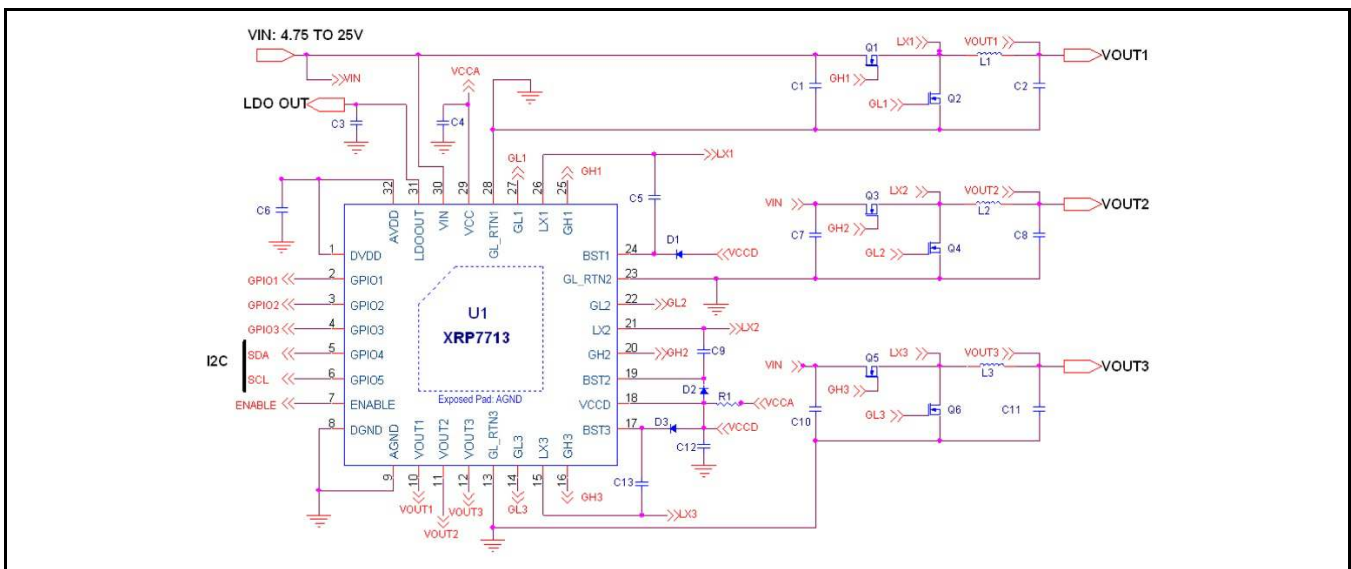 VIN: 4.75 TO 25V
VIN
LDO OUT
C3
VCCA
C4
C1
GH1
Q1
LX1
GL1
Q2
VOUT1
L1
C2
VOUT1
GL1
LX1
GH1
C5
C6
32
31
30
29
28
27
26
25
AVDD
LDOOUT
VIN
VCC
GL_RTN1
GL1
LX1
GH1
VIN
C7
GH2
Q3
LX2
GL2
Q4
VOUT2
L2
C8
VOUT2
1 DVDD
GPIO1 2 GPIO1
GPIO2 3 GPIO2
GPIO3 4 GPIO3
I2C
SDA 5 GPIO4
SCL 6 GPIO5
ENABLE 7 ENABLE
8 DGND
U1
XRP7713
Exposed Pad: AGND
BST1 24 D1 VCCD
GL_RTN2 23
GL2 22 GL2
LX2 21 LX2
C9
GH2 20 GH2
BST2 19
D2
VCCD 18 R1 VCCA
BST3 17 D3 VCCD
C12
C13
VIN
C10
GH3
Q5
LX3
GL3
Q6
VOUT3
L3
C11
VOUT3
AGND
VOUT1
VOUT2
VOUT3
GL_RTN3
GL3
LX3
GH3
9
10
11
12
13
14
15
16
VOUT1
VOUT2
VOUT3
GL3
GH3
LX3